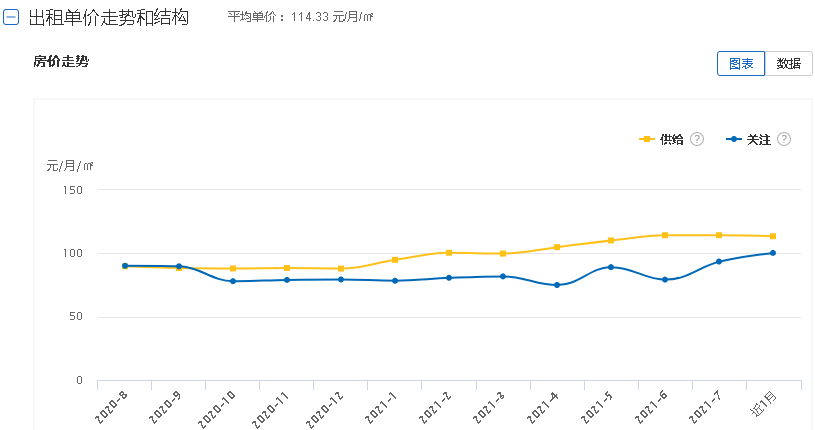 出租单价走势和结构 平均单价： 114.33 元/月/㎡
房价走势 图表 数据
供给 ? 关注 ?
元/月/㎡
150
100
50
0
2020-8 2020-9 2020-10 2020-11 2020-12 2021-1 2021-2 2021-3 2021-4 2021-5 2021-6 2021-7 近1月